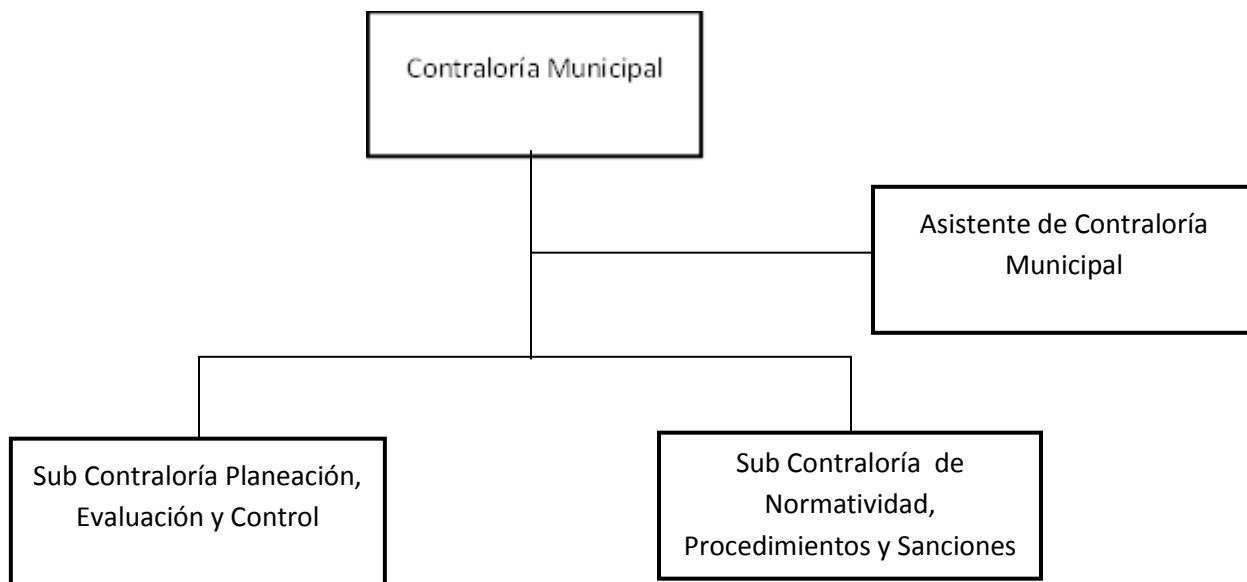 Contraloría Municipal
Asistente de Contraloría
Municipal
Sub Contraloría Planeación,
Evaluación y Control
Sub Contraloría de
Normatividad,
Procedimientos y Sanciones